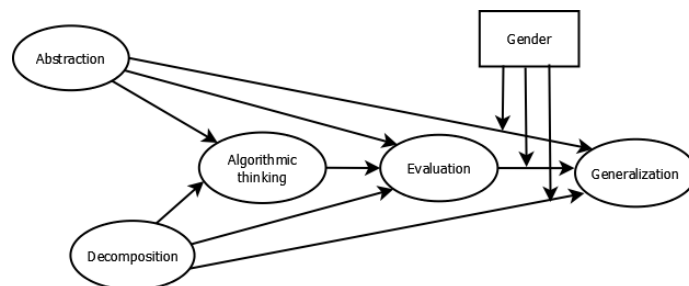 Gender
Abstraction
Algorithmic
thinking
Evaluation
Generalization
Decomposition